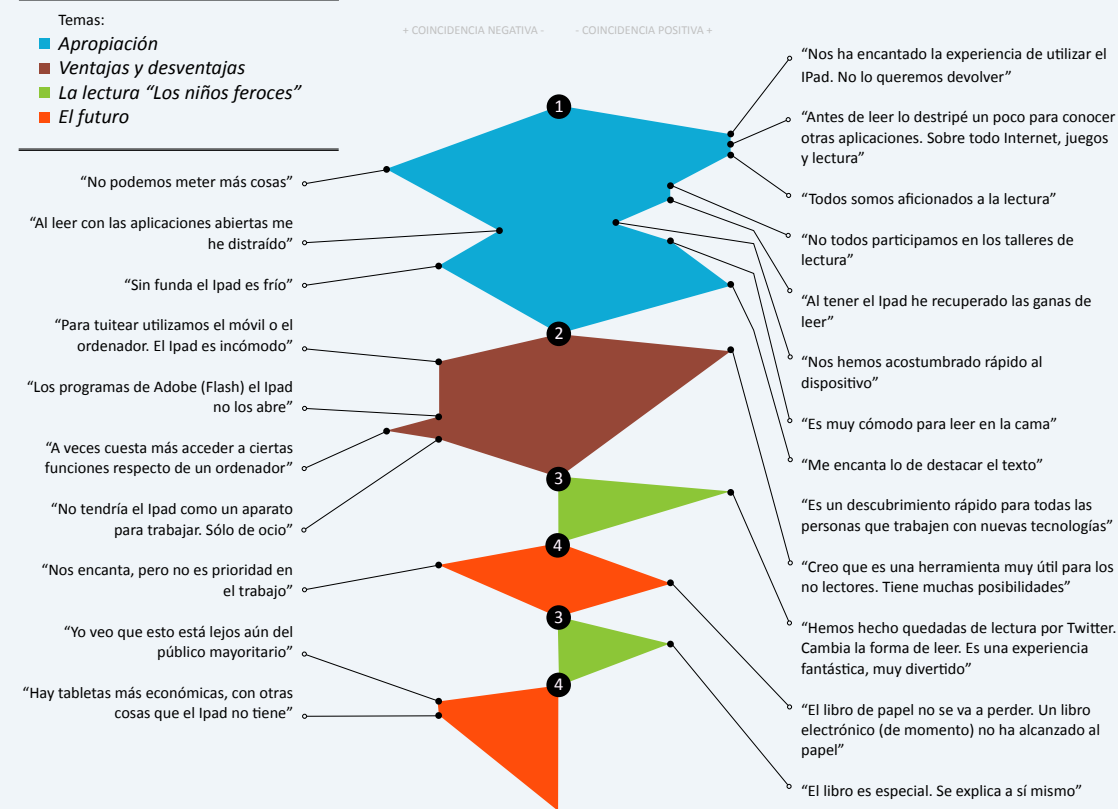 Temas:
Apropiación
Ventajas y desventajas
La lectura “Los niños feroces”
El futuro
+ COINCIDENCIA NEGATIVA -
- COINCIDENCIA POSITIVA +
1
2
3
4
3
4
“No podemos meter más cosas”
“Al leer con las aplicaciones abiertas me
he distraído”
“Sin funda el Ipad es frío”
“Para tuitear utilizamos el móvil o el
ordenador. El Ipad es incómodo”
“Los programas de Adobe (Flash) el Ipad
no los abre”
“A veces cuesta más acceder a ciertas
funciones respecto de un ordenador”
“No tendría el Ipad como un aparato
para trabajar. Sólo de ocio”
“Nos encanta, pero no es prioridad en
el trabajo”
“Yo veo que esto está lejos aún del
público mayoritario”
“Hay tabletas más económicas, con otras
cosas que el Ipad no tiene”
“Nos ha encantado la experiencia de utilizar el
IPad. No lo queremos devolver”
“Antes de leer lo destripé un poco para conocer
otras aplicaciones. Sobre todo Internet, juegos
y lectura”
“Todos somos aficionados a la lectura”
“No todos participamos en los talleres de
lectura”
“Al tener el Ipad he recuperado las ganas de
leer”
“Nos hemos acostumbrado rápido al
dispositivo”
“Es muy cómodo para leer en la cama”
“Me encanta lo de destacar el texto”
“Es un descubrimiento rápido para todas las
personas que trabajen con nuevas tecnologías”
“Creo que es una herramienta muy útil para los
no lectores. Tiene muchas posibilidades”
“Hemos hecho quedadas de lectura por Twitter.
Cambia la forma de leer. Es una experiencia
fantástica, muy divertido”
“El libro de papel no se va a perder. Un libro
electrónico (de momento) no ha alcanzado al
papel”
“El libro es especial. Se explica a sí mismo”